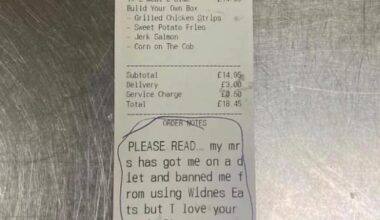 Build Your Own Box
- Grilled Chicken Strips
- Sweet Potato Fries
- Jerk Salmon
- Corn on The Cob
Subtotal £14.95
Delivery £3.00
Service Charge £0.50
Total £18.45
ORDER NOTES
PLEASE READ... my mr
s has got me on a d
iet and banned me f
rom using Widnes Ea
ts but I love your